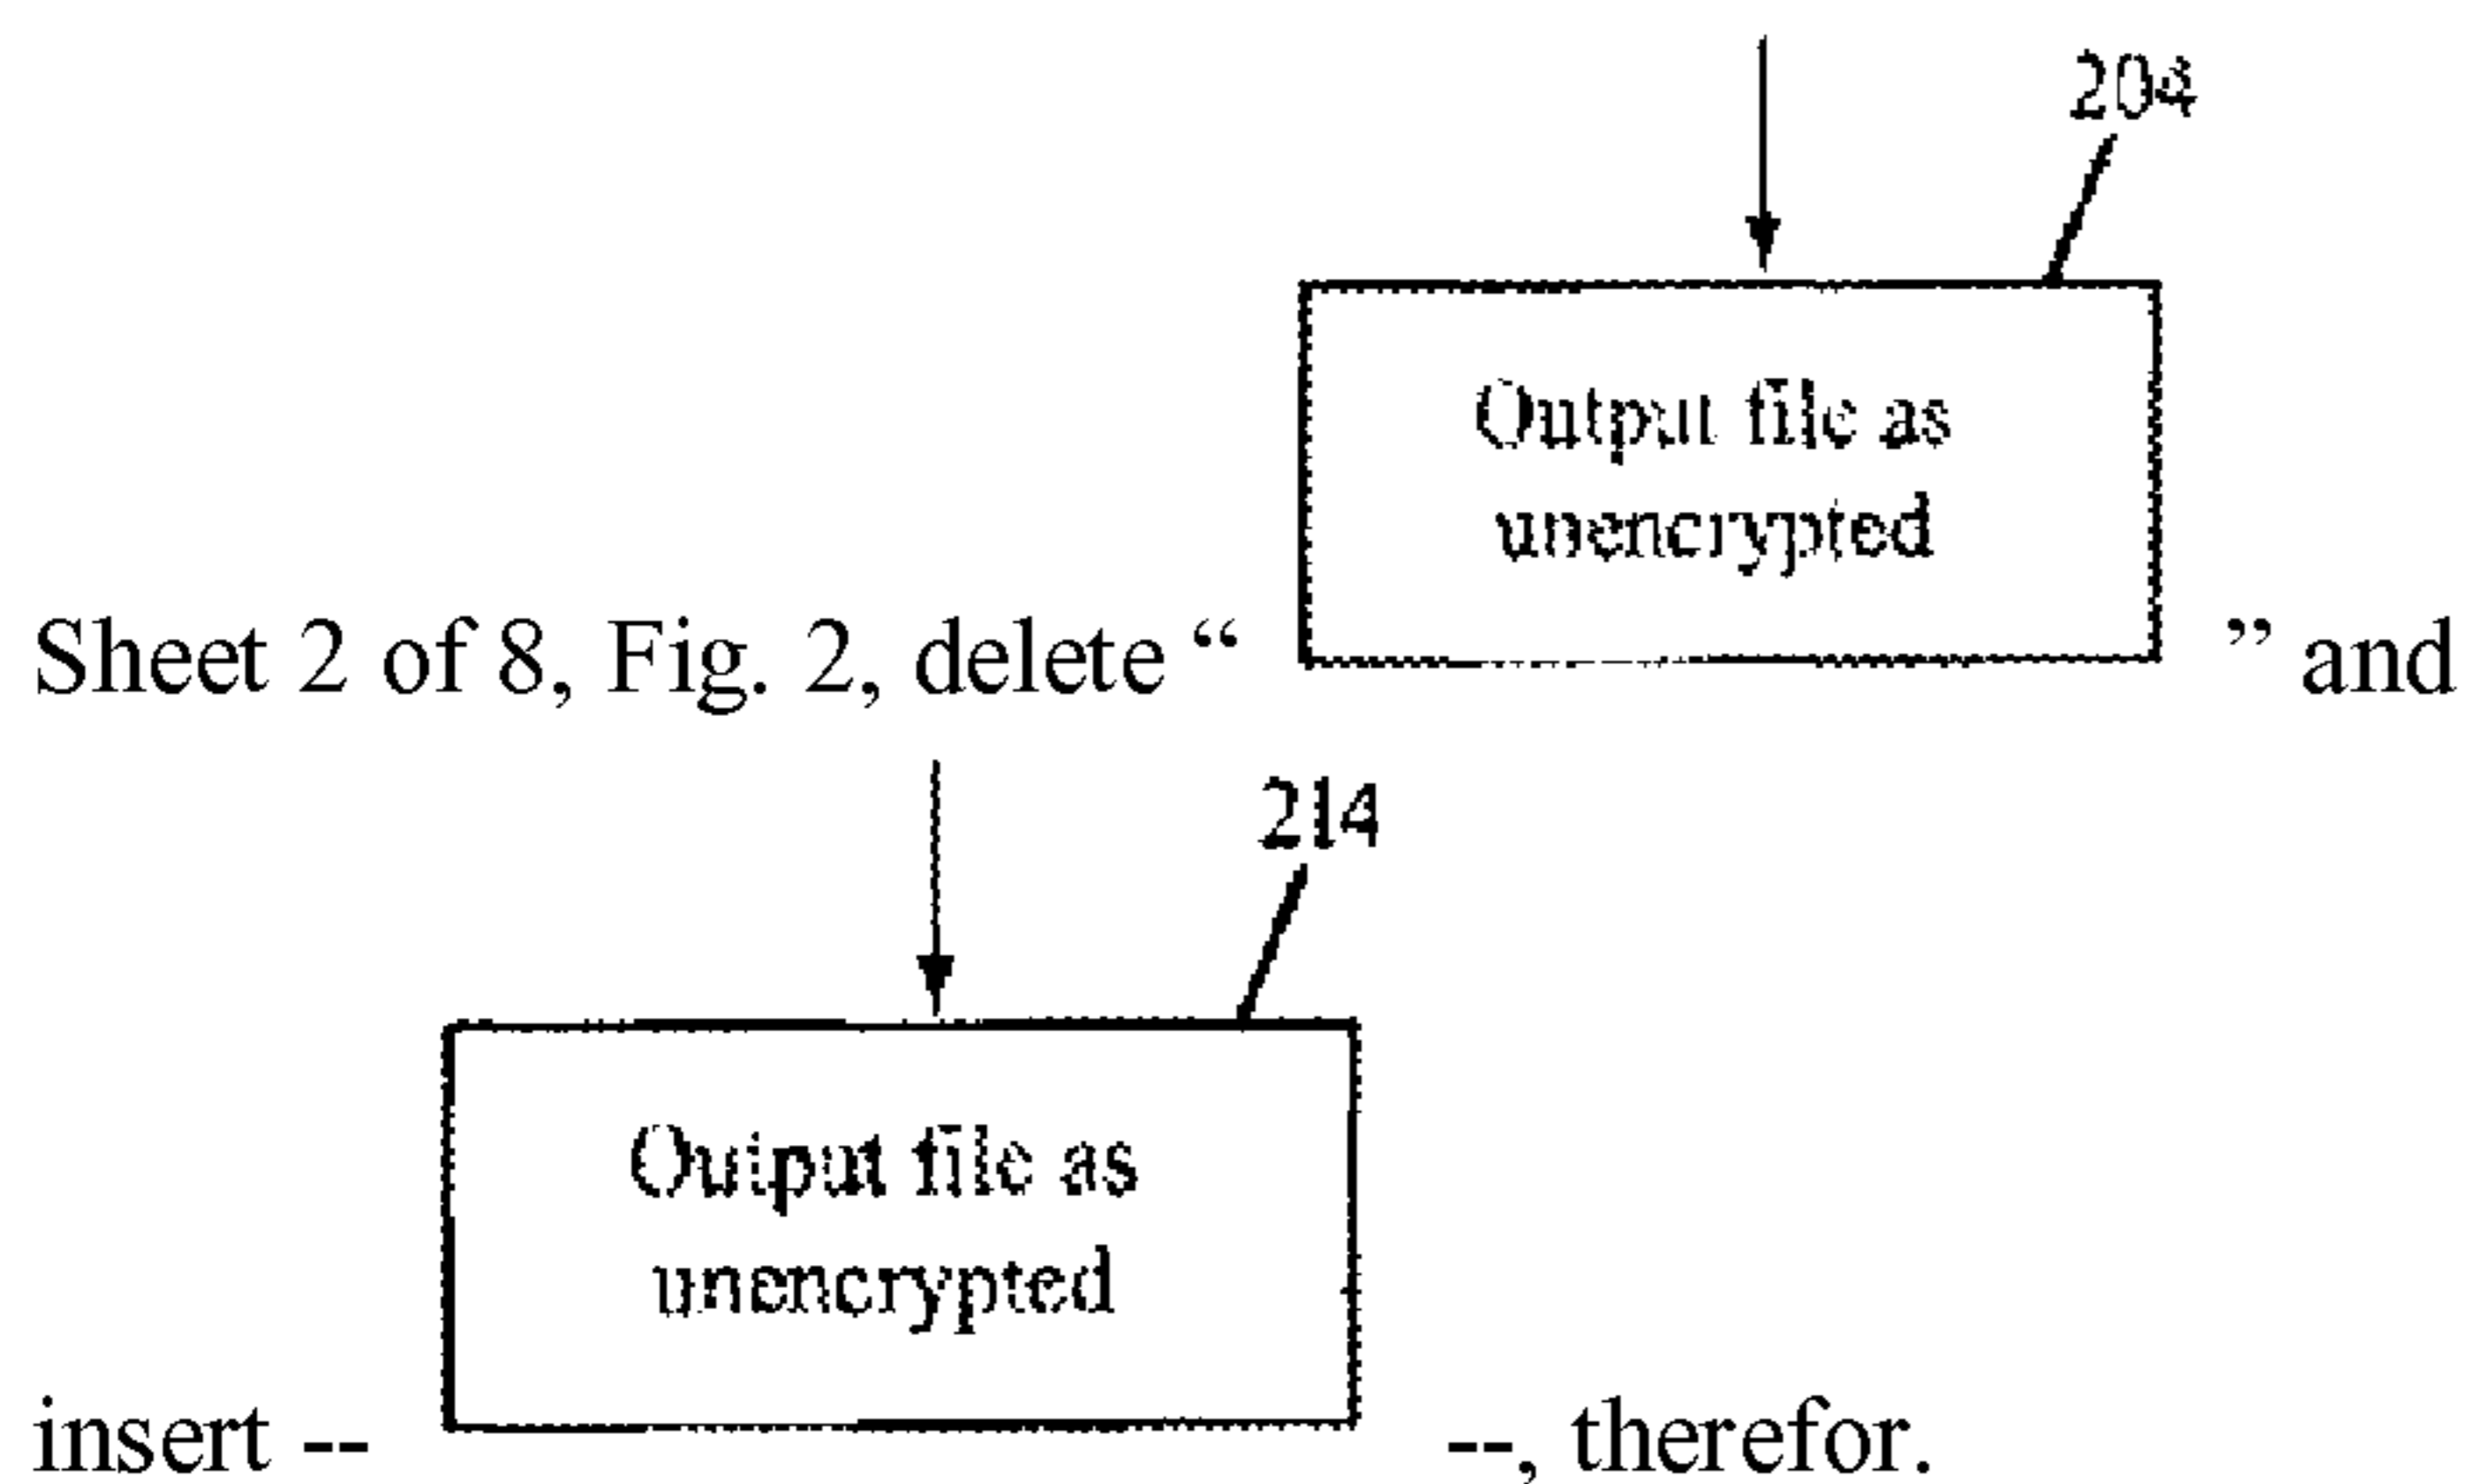 204
Output file as
unencrypted
Sheet 2 of 8, Fig. 2, delete “ ” and
214
Output file as
unencrypted
insert -- --, therefor.